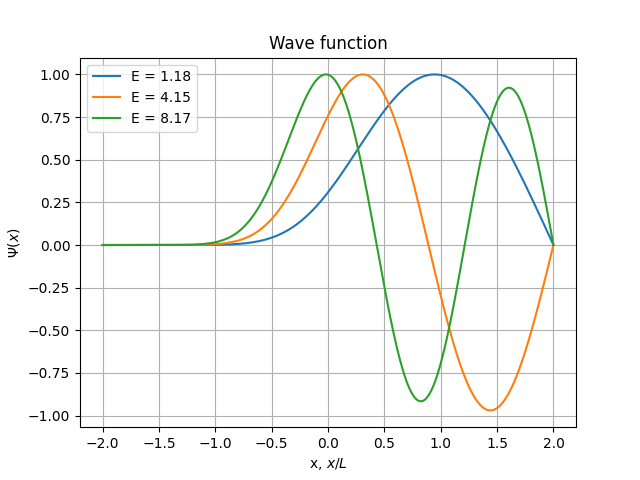 Wave function
E = 1.18
E = 4.15
E = 8.17
1.00
0.75
0.50
0.25
0.00
−0.25
−0.50
−0.75
−1.00
Ψ(x)
−2.0 −1.5 −1.0 −0.5 0.0 0.5 1.0 1.5 2.0
x, x/L